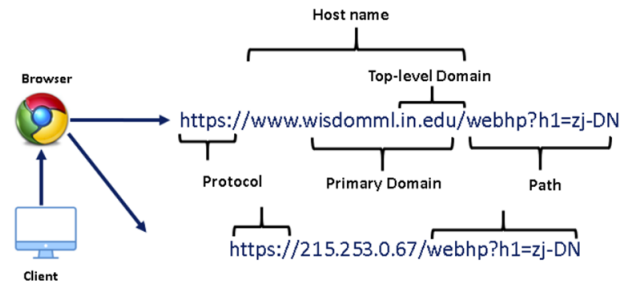 Host name
Browser
Top-level Domain
https://www.wisdomml.in.edu/webhp?h1=zj-DN
Protocol
Primary Domain
Path
https://215.253.0.67/webhp?h1=zj-DN
Client